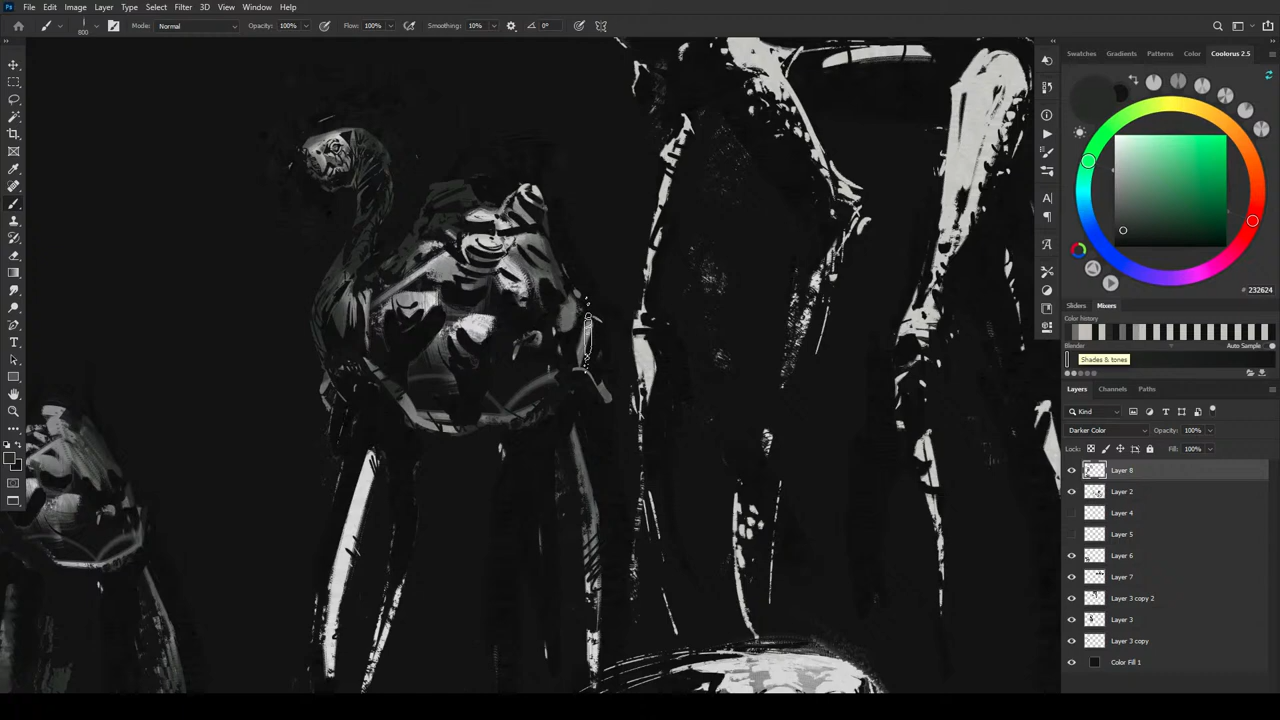 Ps File Edit Image Layer Type Select Filter 3D View Window Help
800 Mode: Normal Opacity: 100% Flow: 100% Smoothing: 10% 0°
Swatches Gradients Patterns Color Coolorus 2.5
232624
Sliders Mixers
Color history
Blender Auto Sample
Shades & tones
Layers Channels Paths
Kind
Darker Color Opacity: 100%
Lock: Fill: 100%
Layer 8
Layer 2
Layer 4
Layer 5
Layer 6
Layer 7
Layer 3 copy 2
Layer 3
Layer 3 copy
Color Fill 1